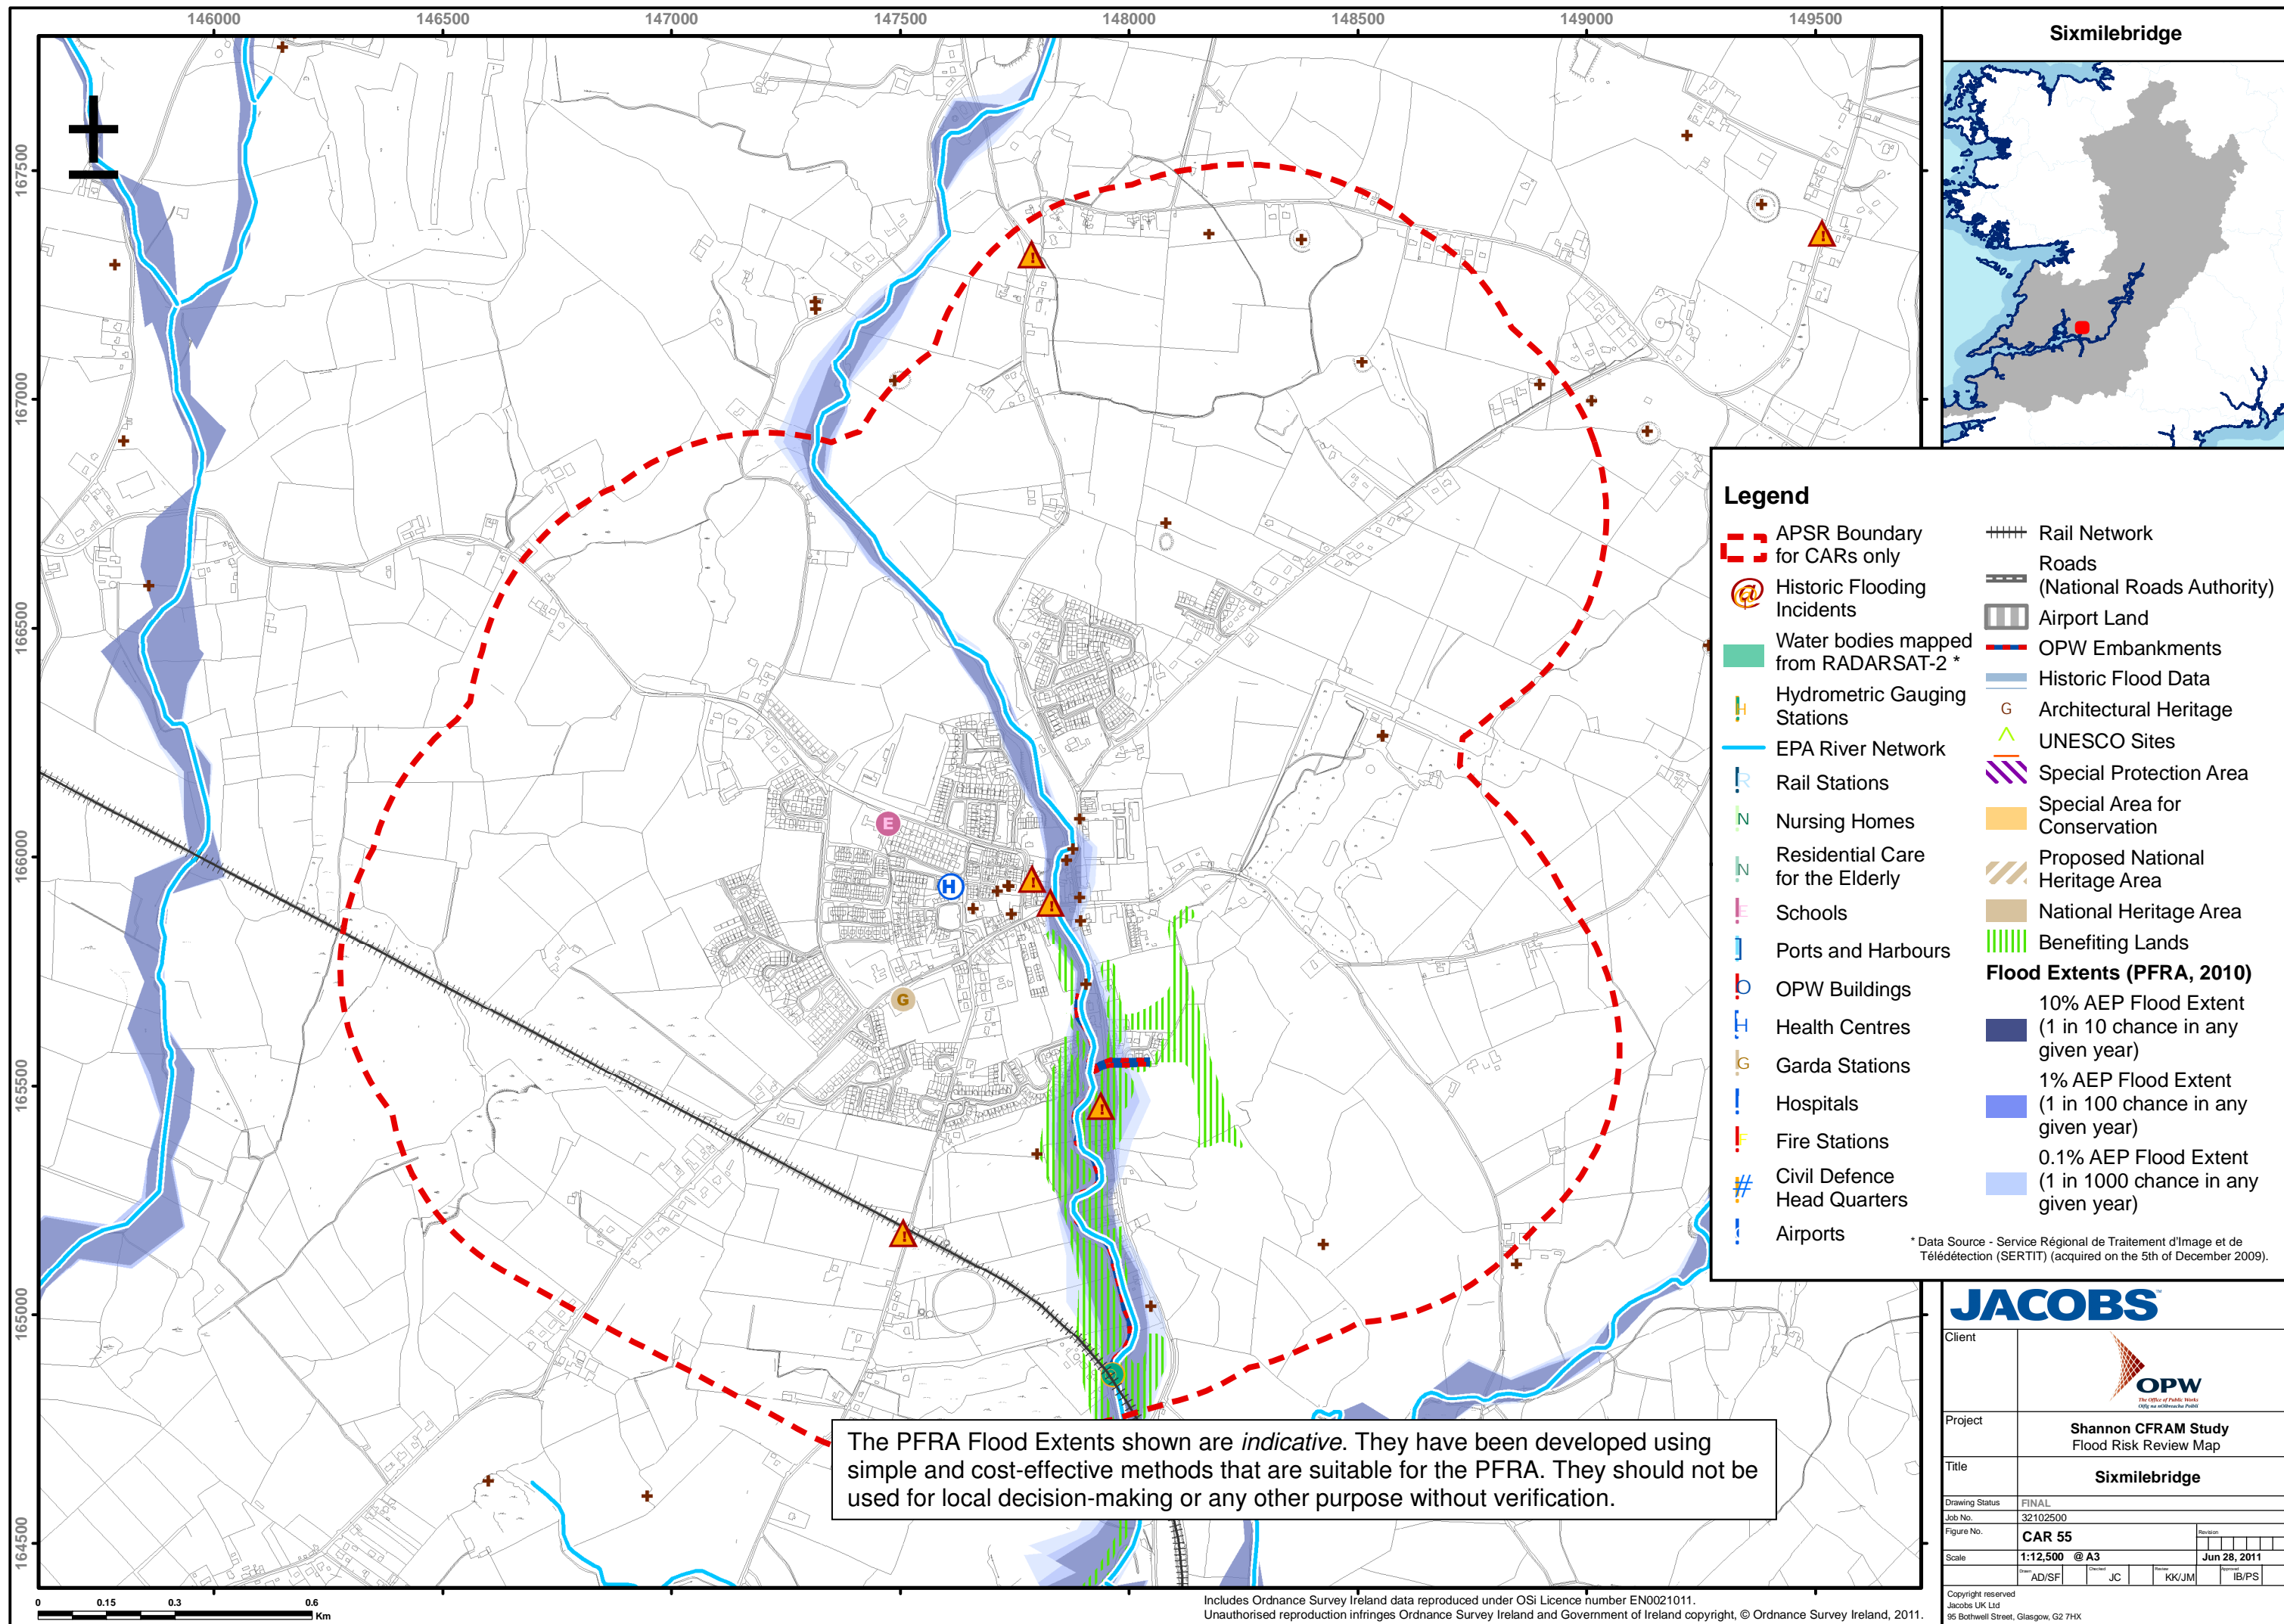 146000
146500
147000
147500
148000
148500
149000
149500
167500
167000
166500
166000
165500
165000
164500
Sixmilebridge
Legend
APSR Boundary
for CARs only
Historic Flooding
Incidents
Water bodies mapped
from RADARSAT-2 *
Hydrometric Gauging
Stations
EPA River Network
Rail Stations
Nursing Homes
Residential Care
for the Elderly
Schools
Ports and Harbours
OPW Buildings
Health Centres
Garda Stations
Hospitals
Fire Stations
Civil Defence
Head Quarters
Airports
Rail Network
Roads
(National Roads Authority)
Airport Land
OPW Embankments
Historic Flood Data
G Architectural Heritage
UNESCO Sites
Special Protection Area
Special Area for
Conservation
Proposed National
Heritage Area
National Heritage Area
Benefiting Lands
Flood Extents (PFRA, 2010)
10% AEP Flood Extent
(1 in 10 chance in any
given year)
1% AEP Flood Extent
(1 in 100 chance in any
given year)
0.1% AEP Flood Extent
(1 in 1000 chance in any
given year)
* Data Source - Service Régional de Traitement d'Image et de
Télédétection (SERTIT) (acquired on the 5th of December 2009).
E
H
G
The PFRA Flood Extents shown are indicative. They have been developed using
simple and cost-effective methods that are suitable for the PFRA. They should not be
used for local decision-making or any other purpose without verification.
JACOBS
Client
OPW
The Office of Public Works
Oifig na nOibreacha Poiblí
Project
Shannon CFRAM Study
Flood Risk Review Map
Title
Sixmilebridge
Drawing Status FINAL
Job No. 32102500
Figure No. CAR 55
Revision
Scale 1:12,500 @ A3 Jun 28, 2011
Drawn AD/SF Checked JC Review KK/JM Approved IB/PS
Copyright reserved
Jacobs UK Ltd
95 Bothwell Street, Glasgow, G2 7HX
0 0.15 0.3 0.6
Km
Includes Ordnance Survey Ireland data reproduced under OSi Licence number EN0021011.
Unauthorised reproduction infringes Ordnance Survey Ireland and Government of Ireland copyright, © Ordnance Survey Ireland, 2011.